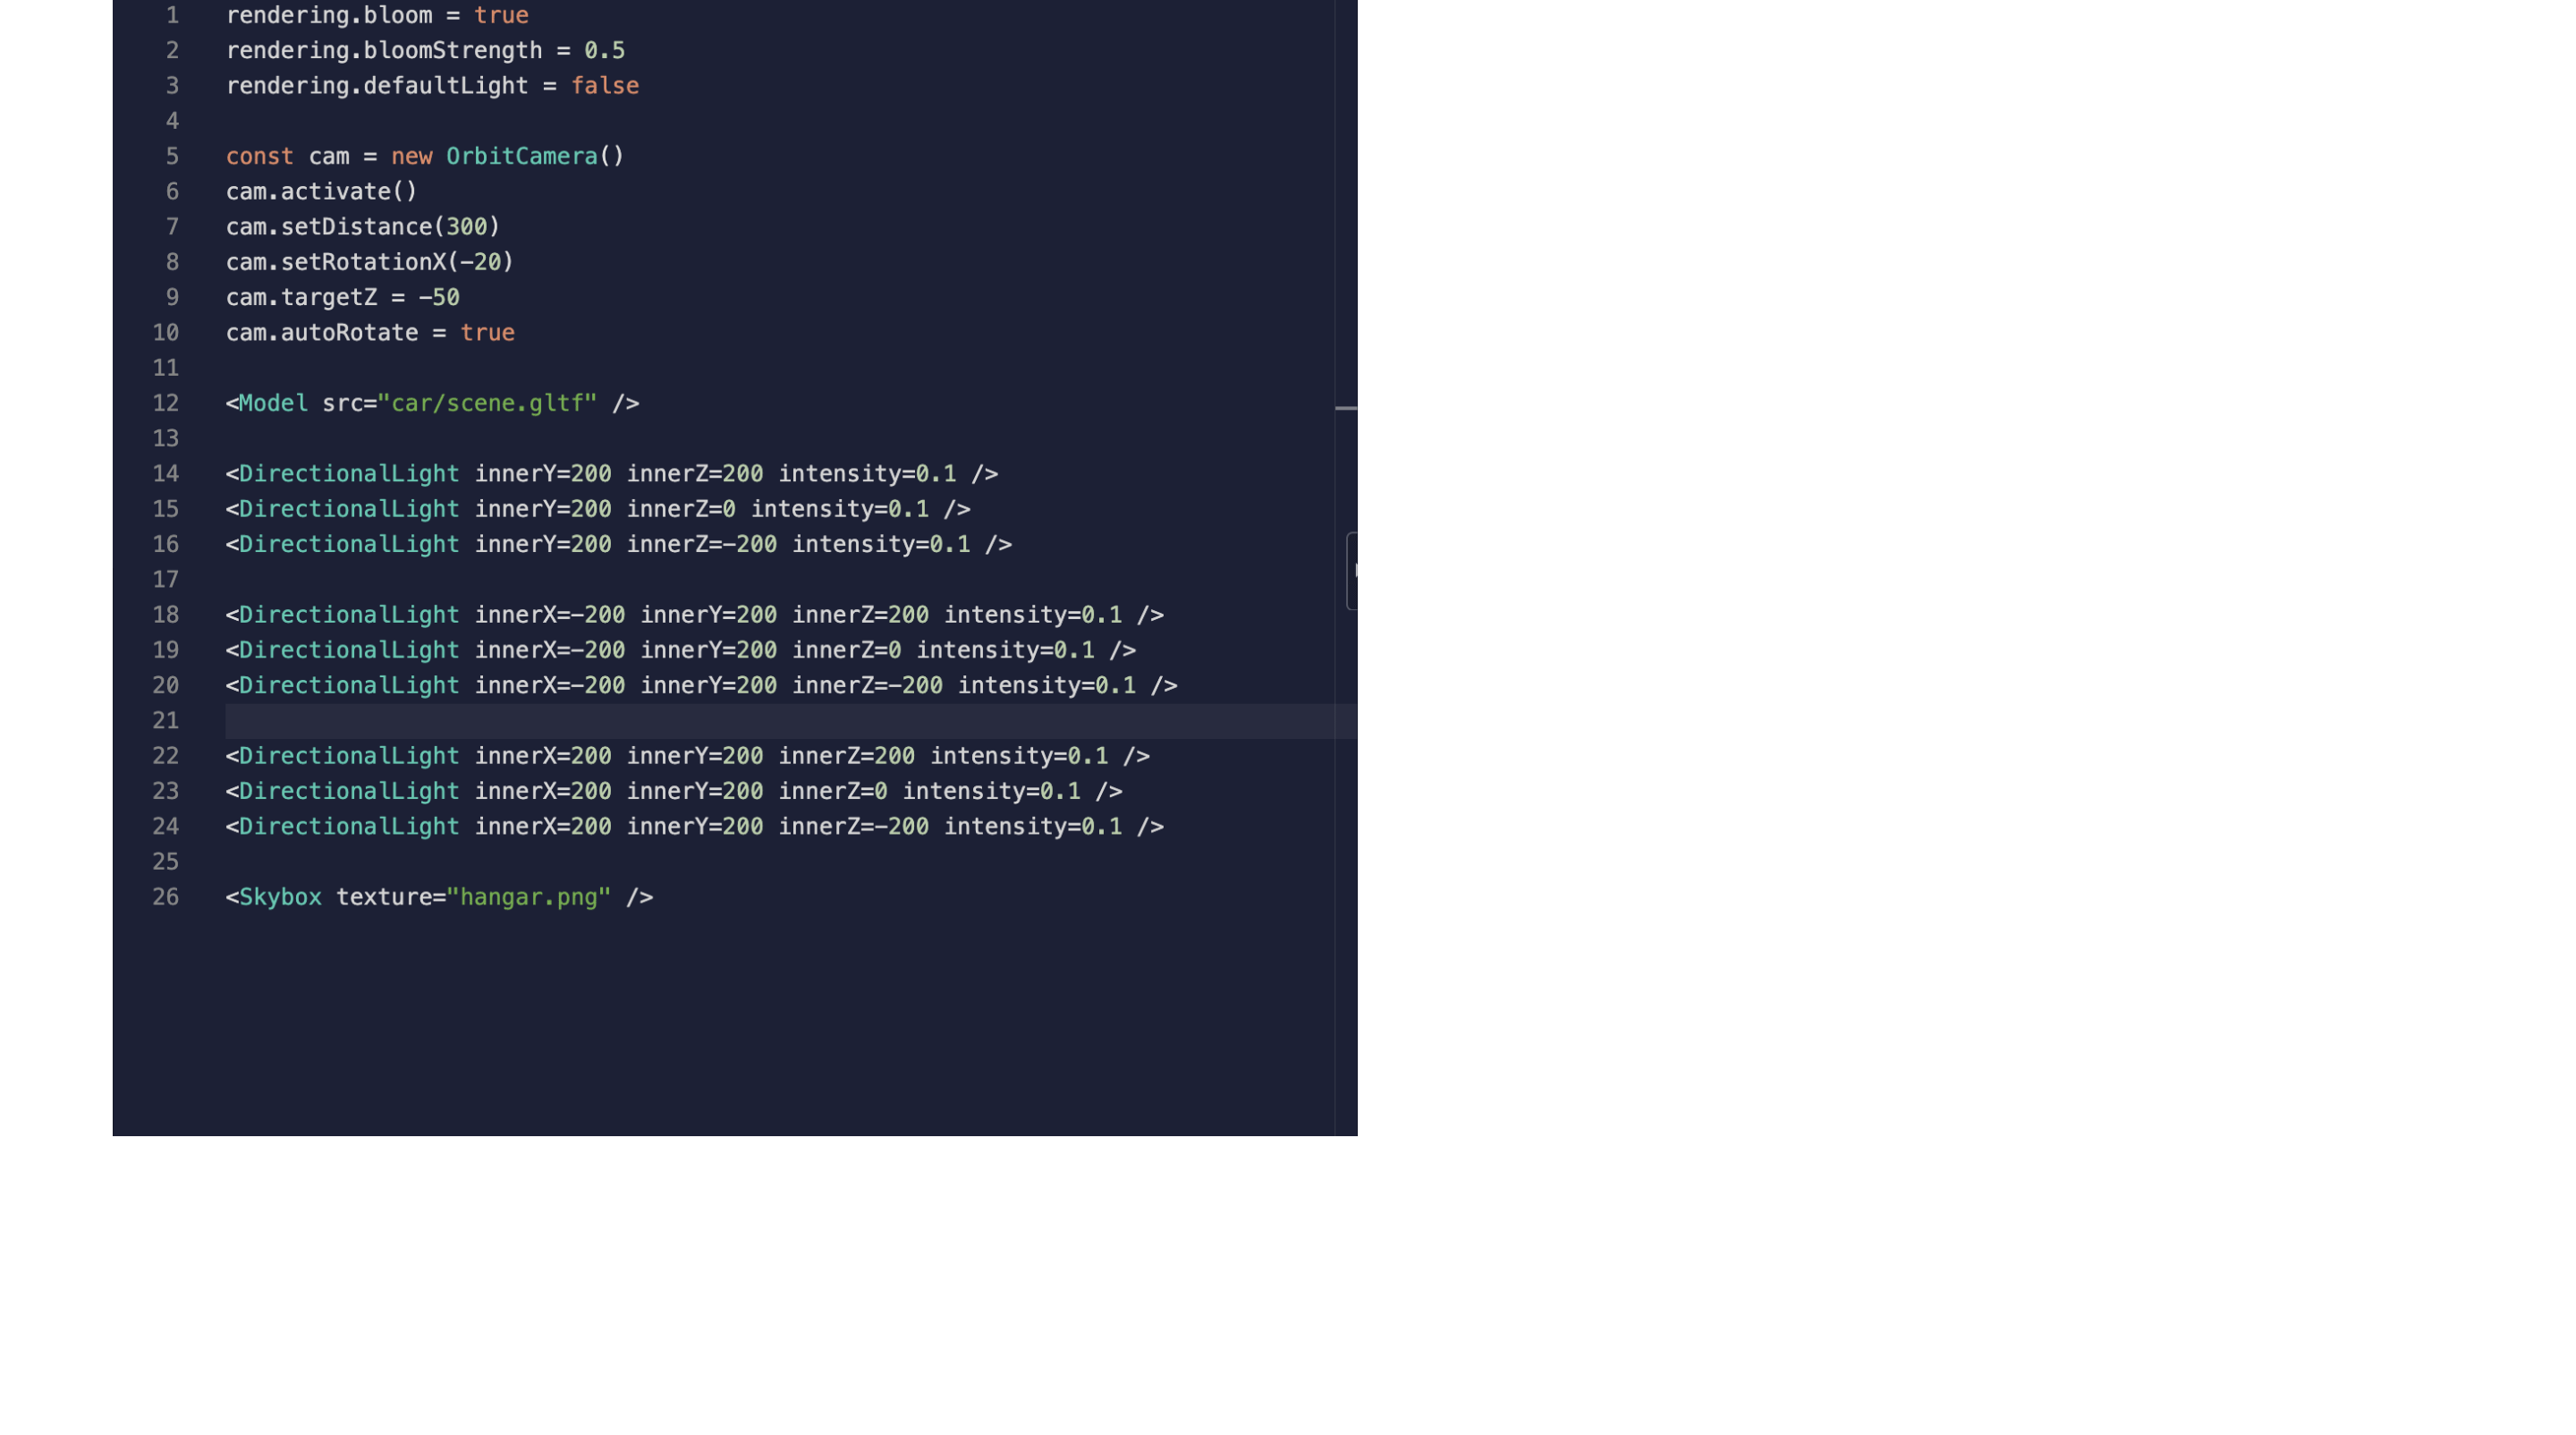 1 rendering.bloom = true
2 rendering.bloomStrength = 0.5
3 rendering.defaultLight = false
4
5 const cam = new OrbitCamera()
6 cam.activate()
7 cam.setDistance(300)
8 cam.setRotationX(-20)
9 cam.targetZ = -50
10 cam.autoRotate = true
11
12 <Model src="car/scene.gltf" />
13
14 <DirectionalLight innerY=200 innerZ=200 intensity=0.1 />
15 <DirectionalLight innerY=200 innerZ=0 intensity=0.1 />
16 <DirectionalLight innerY=200 innerZ=-200 intensity=0.1 />
17
18 <DirectionalLight innerX=-200 innerY=200 innerZ=200 intensity=0.1 />
19 <DirectionalLight innerX=-200 innerY=200 innerZ=0 intensity=0.1 />
20 <DirectionalLight innerX=-200 innerY=200 innerZ=-200 intensity=0.1 />
21
22 <DirectionalLight innerX=200 innerY=200 innerZ=200 intensity=0.1 />
23 <DirectionalLight innerX=200 innerY=200 innerZ=0 intensity=0.1 />
24 <DirectionalLight innerX=200 innerY=200 innerZ=-200 intensity=0.1 />
25
26 <Skybox texture="hangar.png" />